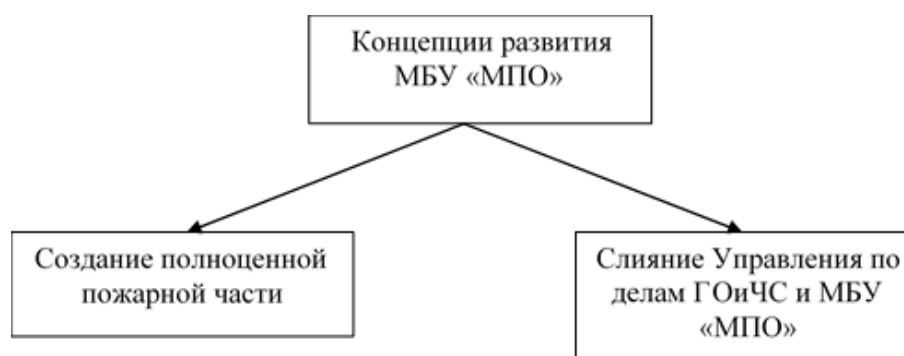 Концепции развития
МБУ «МПО»
Создание полноценной
пожарной части
Слияние Управления по
делам ГОиЧС и МБУ
«МПО»